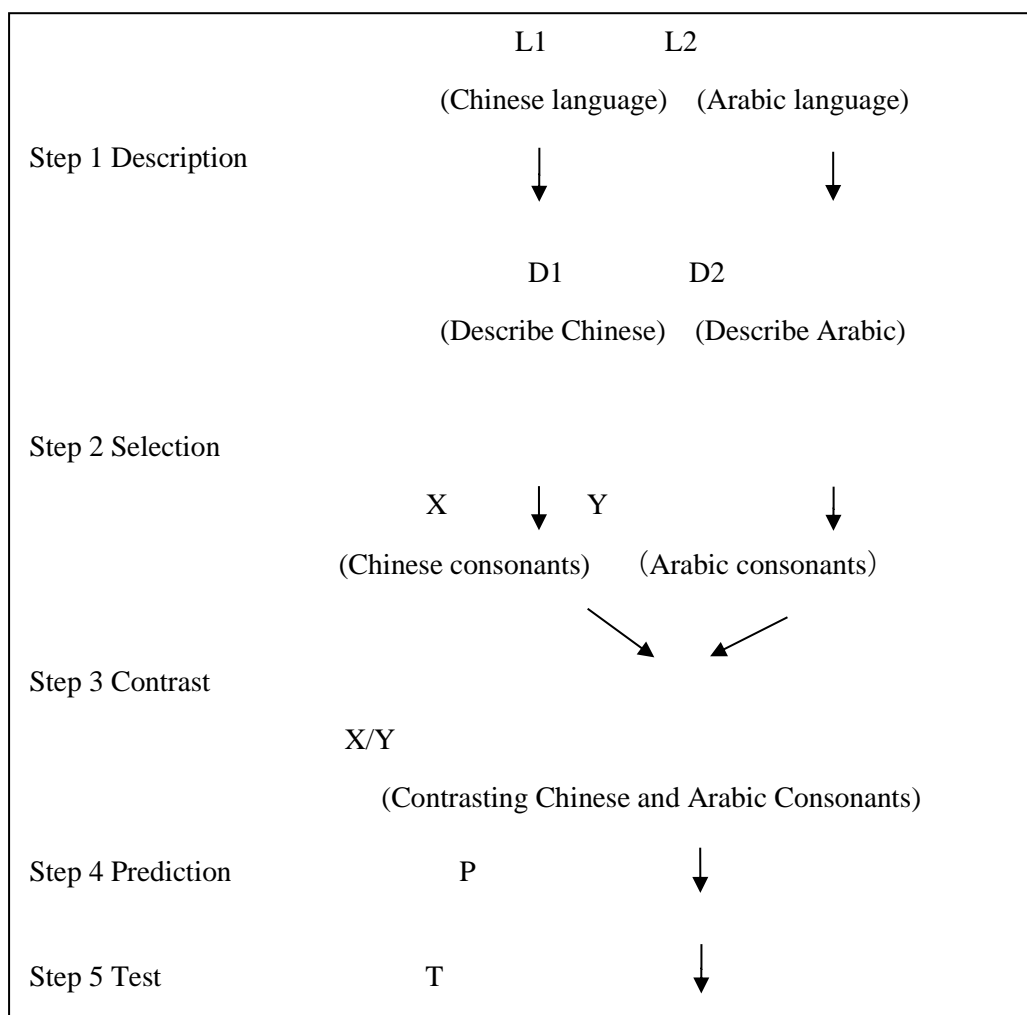 L1 L2
(Chinese language) (Arabic language)
Step 1 Description
D1 D2
(Describe Chinese) (Describe Arabic)
Step 2 Selection
X Y
(Chinese consonants) （Arabic consonants）
Step 3 Contrast
X/Y
(Contrasting Chinese and Arabic Consonants)
Step 4 Prediction P
Step 5 Test T